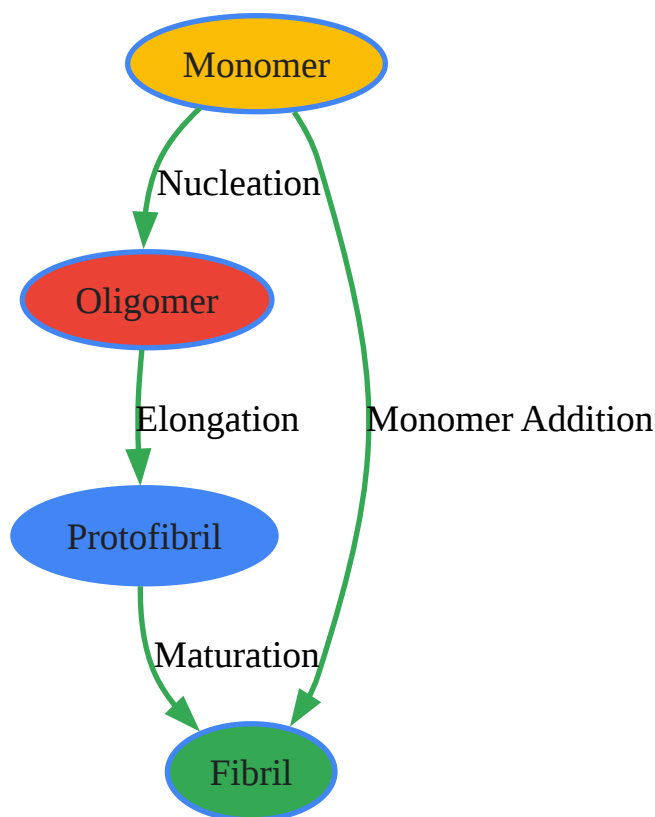 Monomer
Nucleation
Oligomer
Elongation
Monomer Addition
Protofibril
Maturation
Fibril